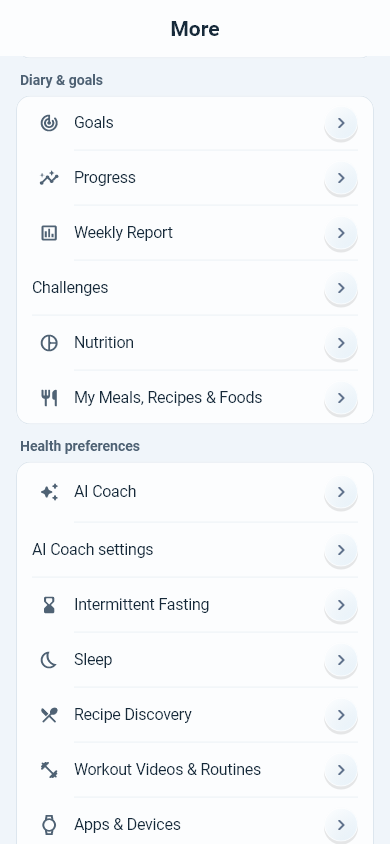 More
Diary & goals
Goals
Progress
Weekly Report
Challenges
Nutrition
My Meals, Recipes & Foods
Health preferences
AI Coach
AI Coach settings
Intermittent Fasting
Sleep
Recipe Discovery
Workout Videos & Routines
Apps & Devices